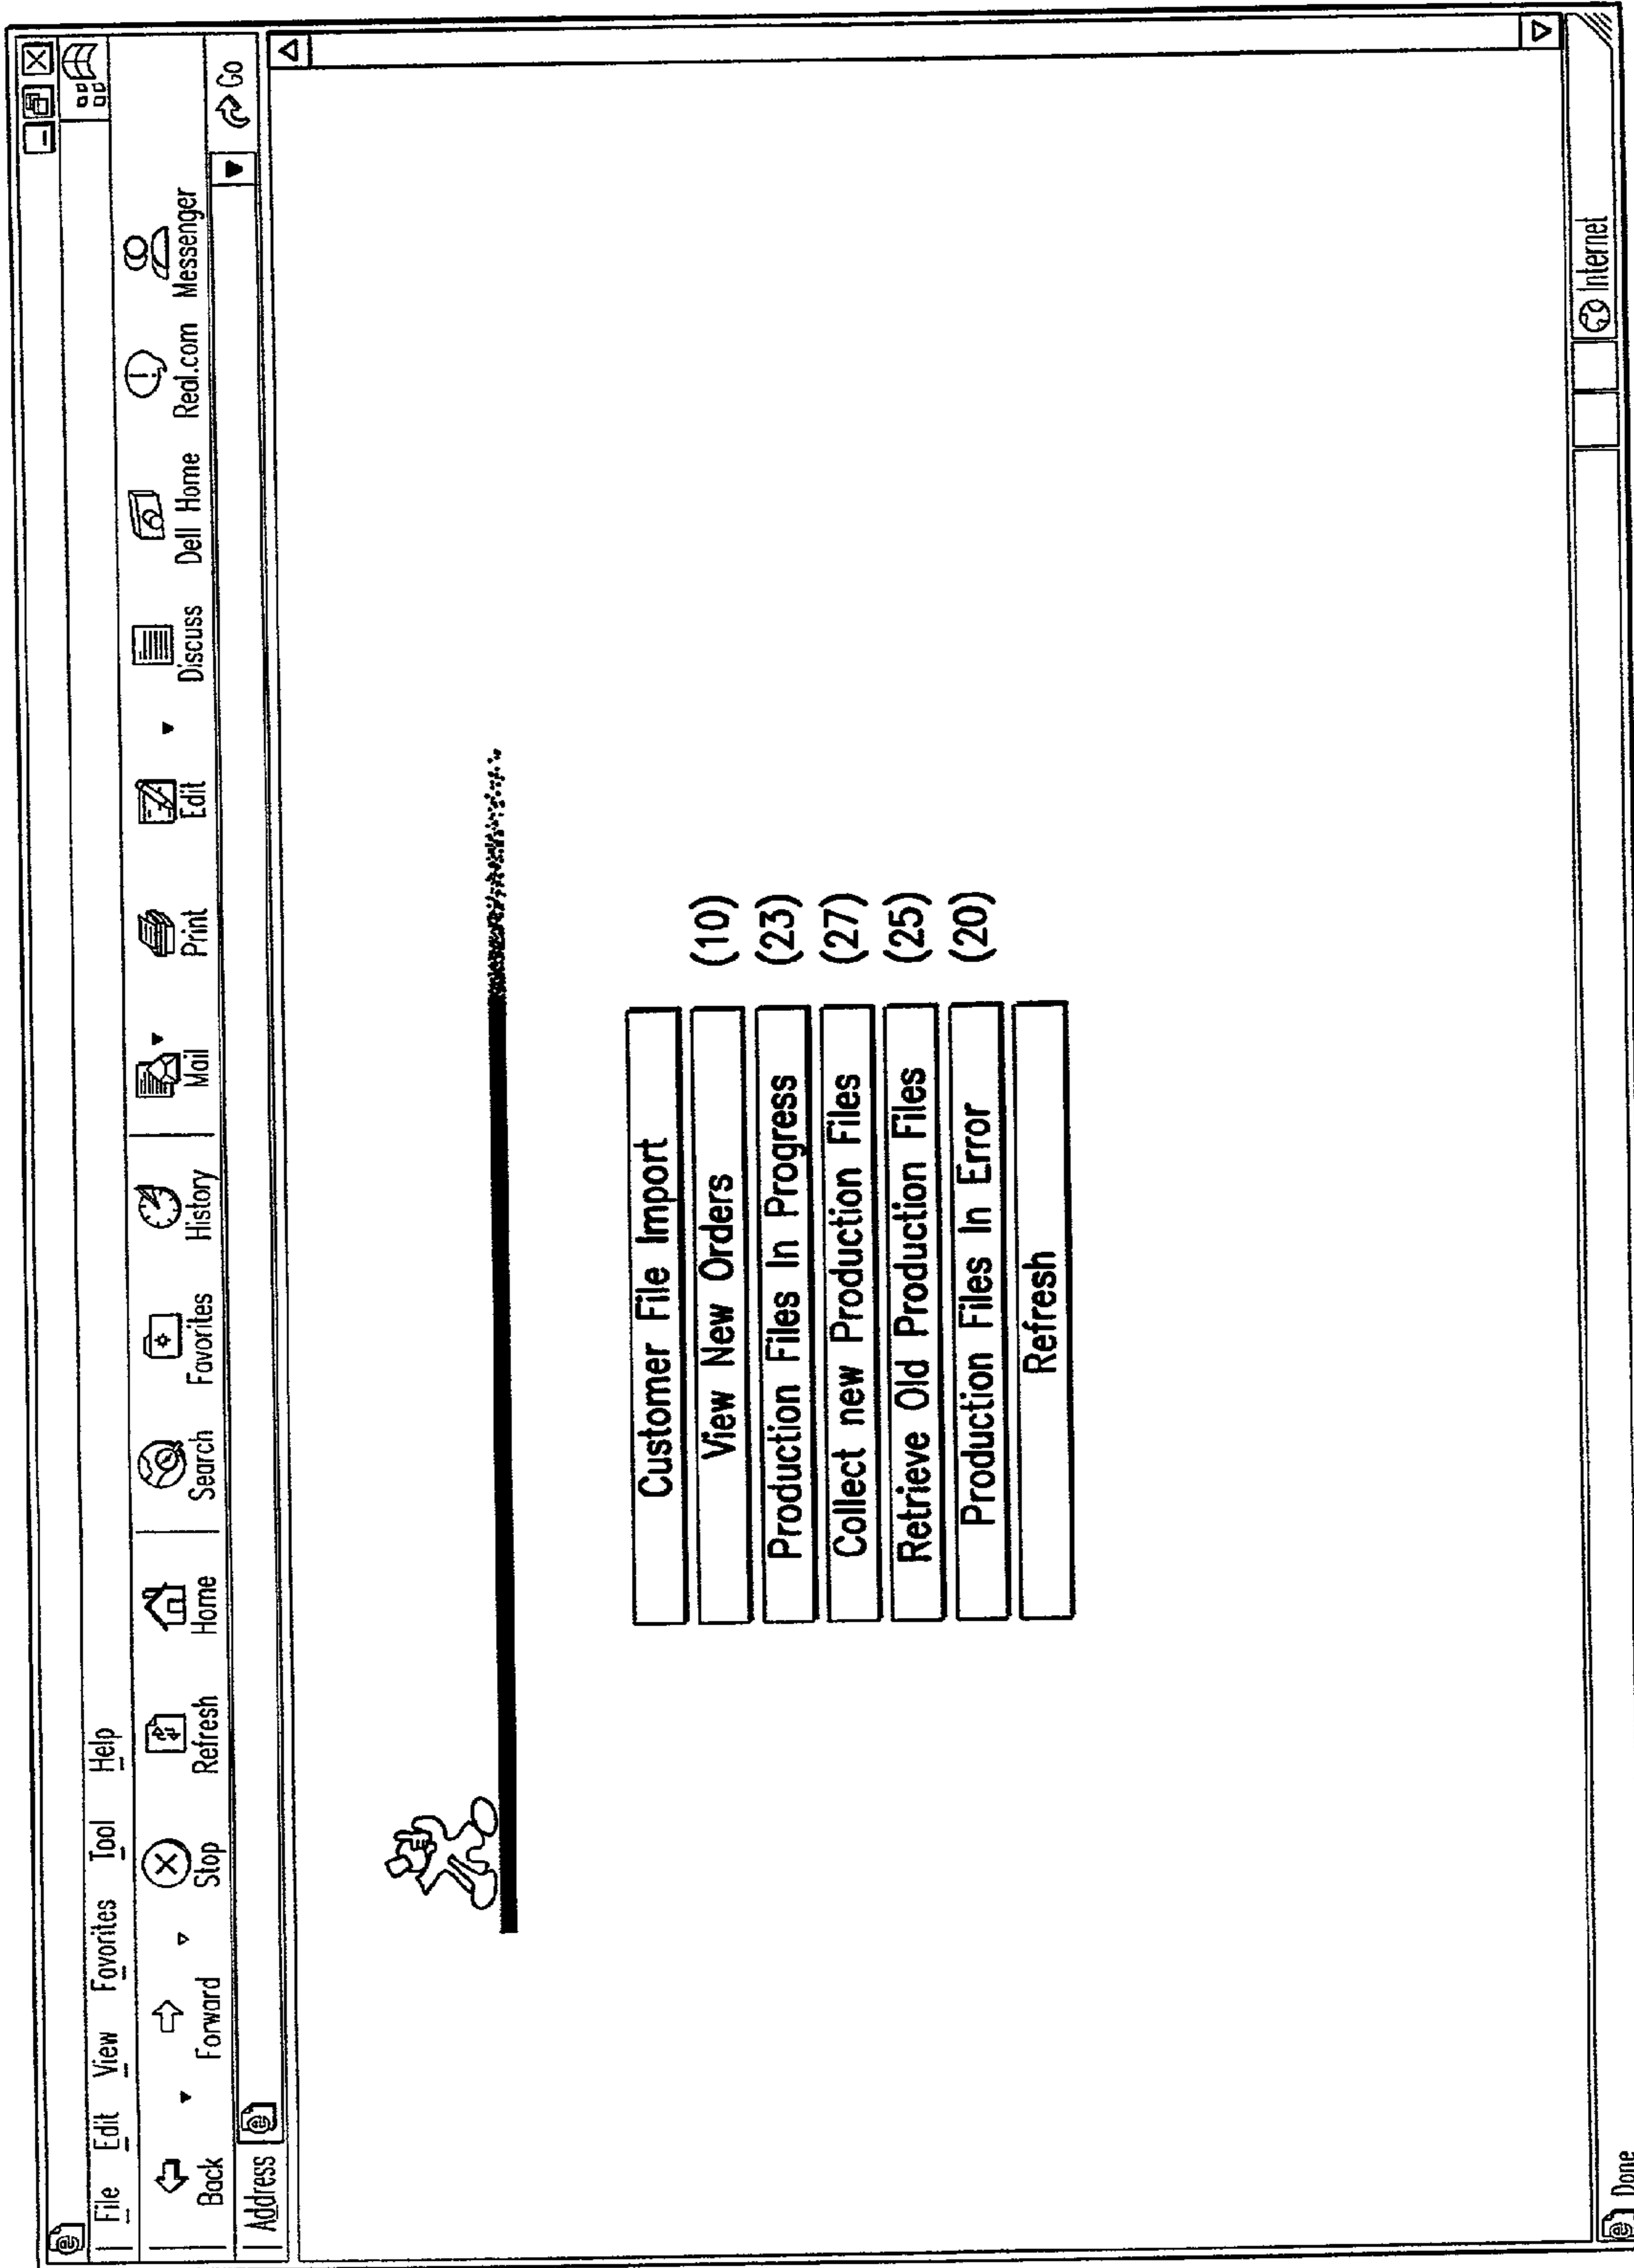 File Edit View Favorites Tool Help
Back Forward Stop Refresh Home Search Favorites History Mail Print Edit Discuss Dell Home Real.com Messenger
Address Go
Customer File Import
View New Orders (10)
Production Files In Progress (23)
Collect new Production Files (27)
Retrieve Old Production Files (25)
Production Files In Error (20)
Refresh
Done Internet